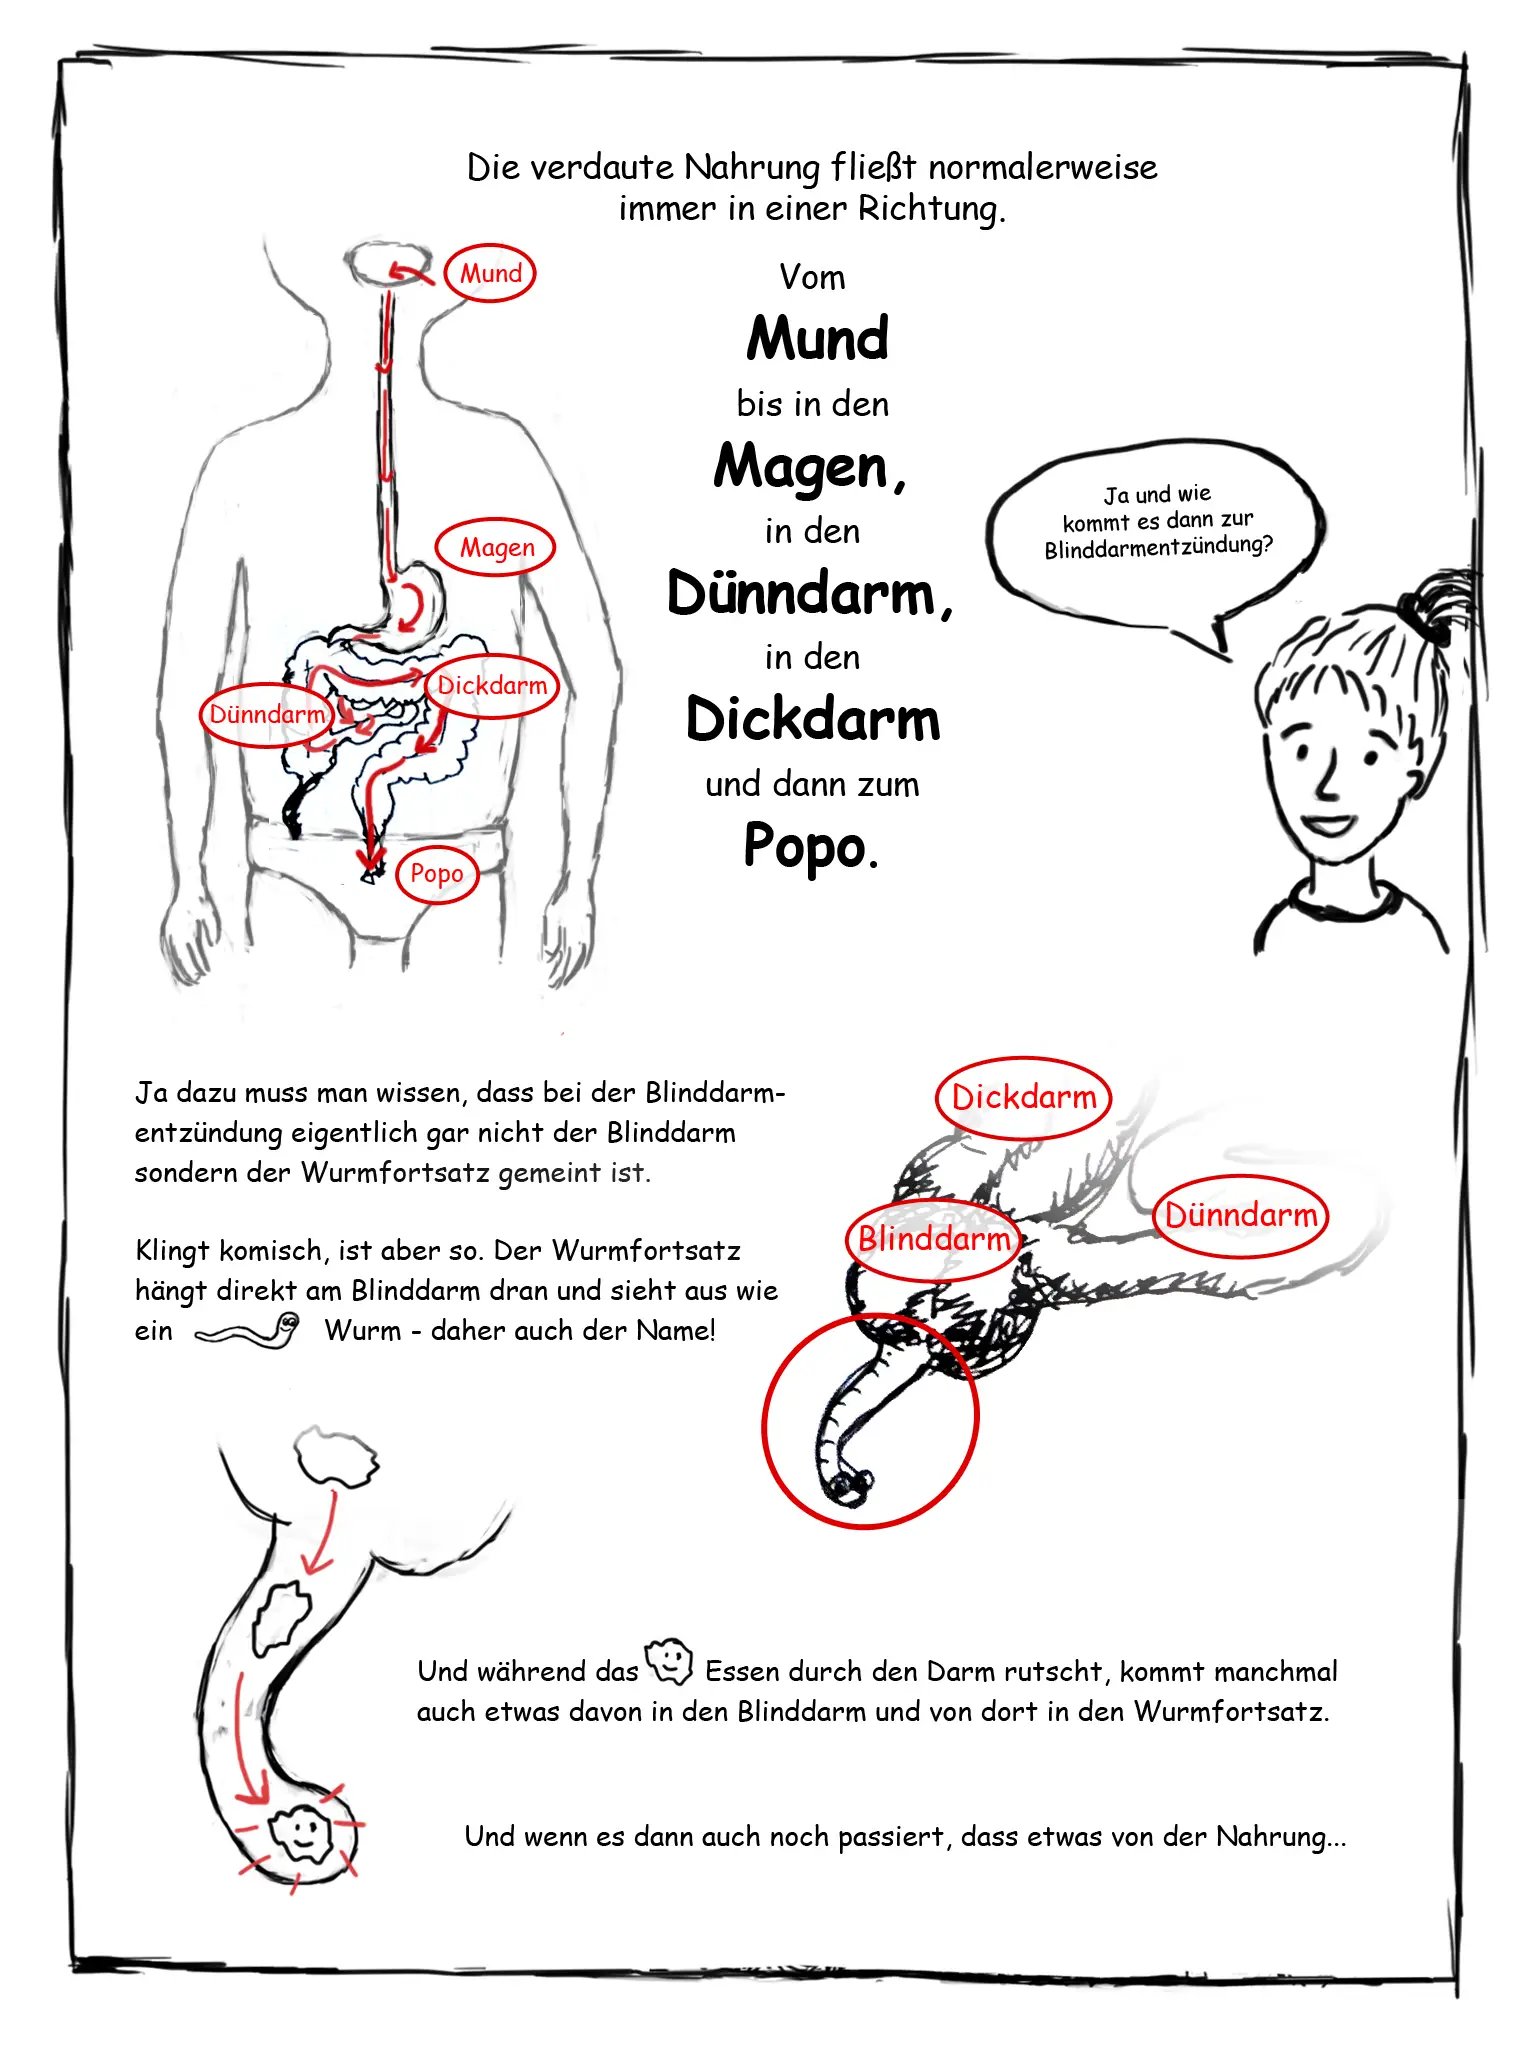 Die verdaute Nahrung fließt normalerweise
immer in einer Richtung.
Mund
Magen
Dünndarm
Dickdarm
Popo
Vom
Mund
bis in den
Magen,
in den
Dünndarm,
in den
Dickdarm
und dann zum
Popo.
Ja und wie
kommt es dann zur
Blinddarmentzündung?
Ja dazu muss man wissen, dass bei der Blinddarm-
entzündung eigentlich gar nicht der Blinddarm
sondern der Wurmfortsatz gemeint ist.
Klingt komisch, ist aber so. Der Wurmfortsatz
hängt direkt am Blinddarm dran und sieht aus wie
ein Wurm - daher auch der Name!
Dickdarm
Dünndarm
Blinddarm
Und während das Essen durch den Darm rutscht, kommt manchmal
auch etwas davon in den Blinddarm und von dort in den Wurmfortsatz.
Und wenn es dann auch noch passiert, dass etwas von der Nahrung...